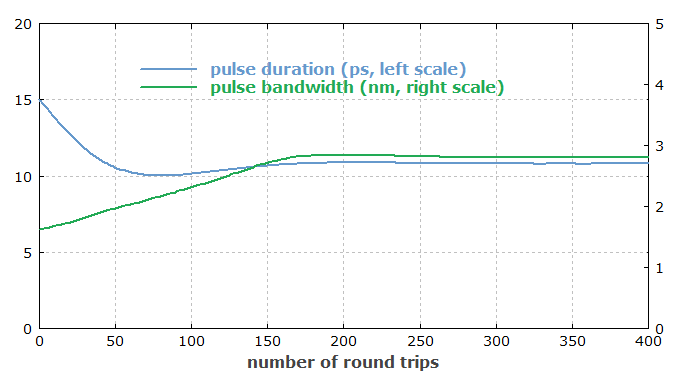 20
15
10
5
0
5
4
3
2
1
0
pulse duration (ps, left scale)
pulse bandwidth (nm, right scale)
0 50 100 150 200 250 300 350 400
number of round trips